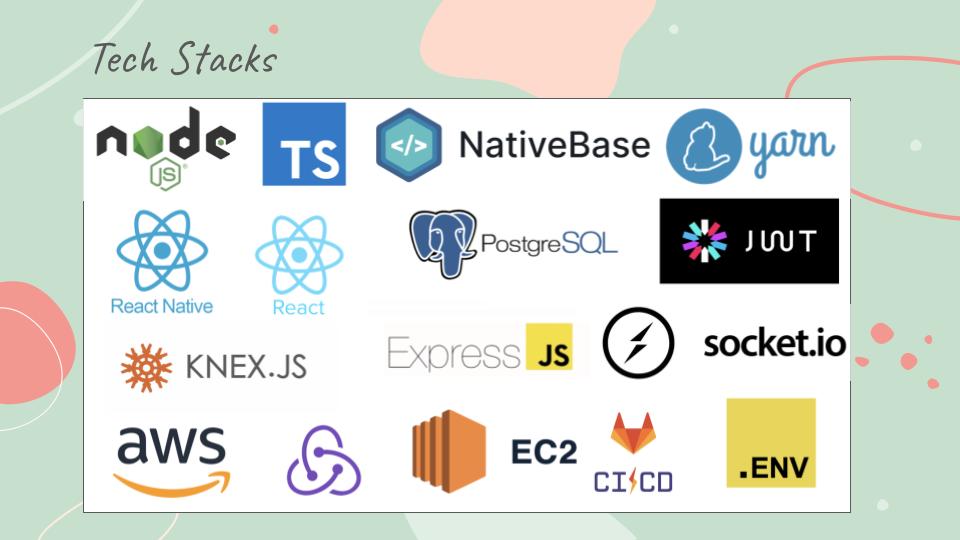 Tech Stacks
node
JS
TS
</> NativeBase
yarn
React Native
React
PostgreSQL
JWT
KNEX.JS
Express JS
socket.io
aws
EC2
CI CD
.ENV